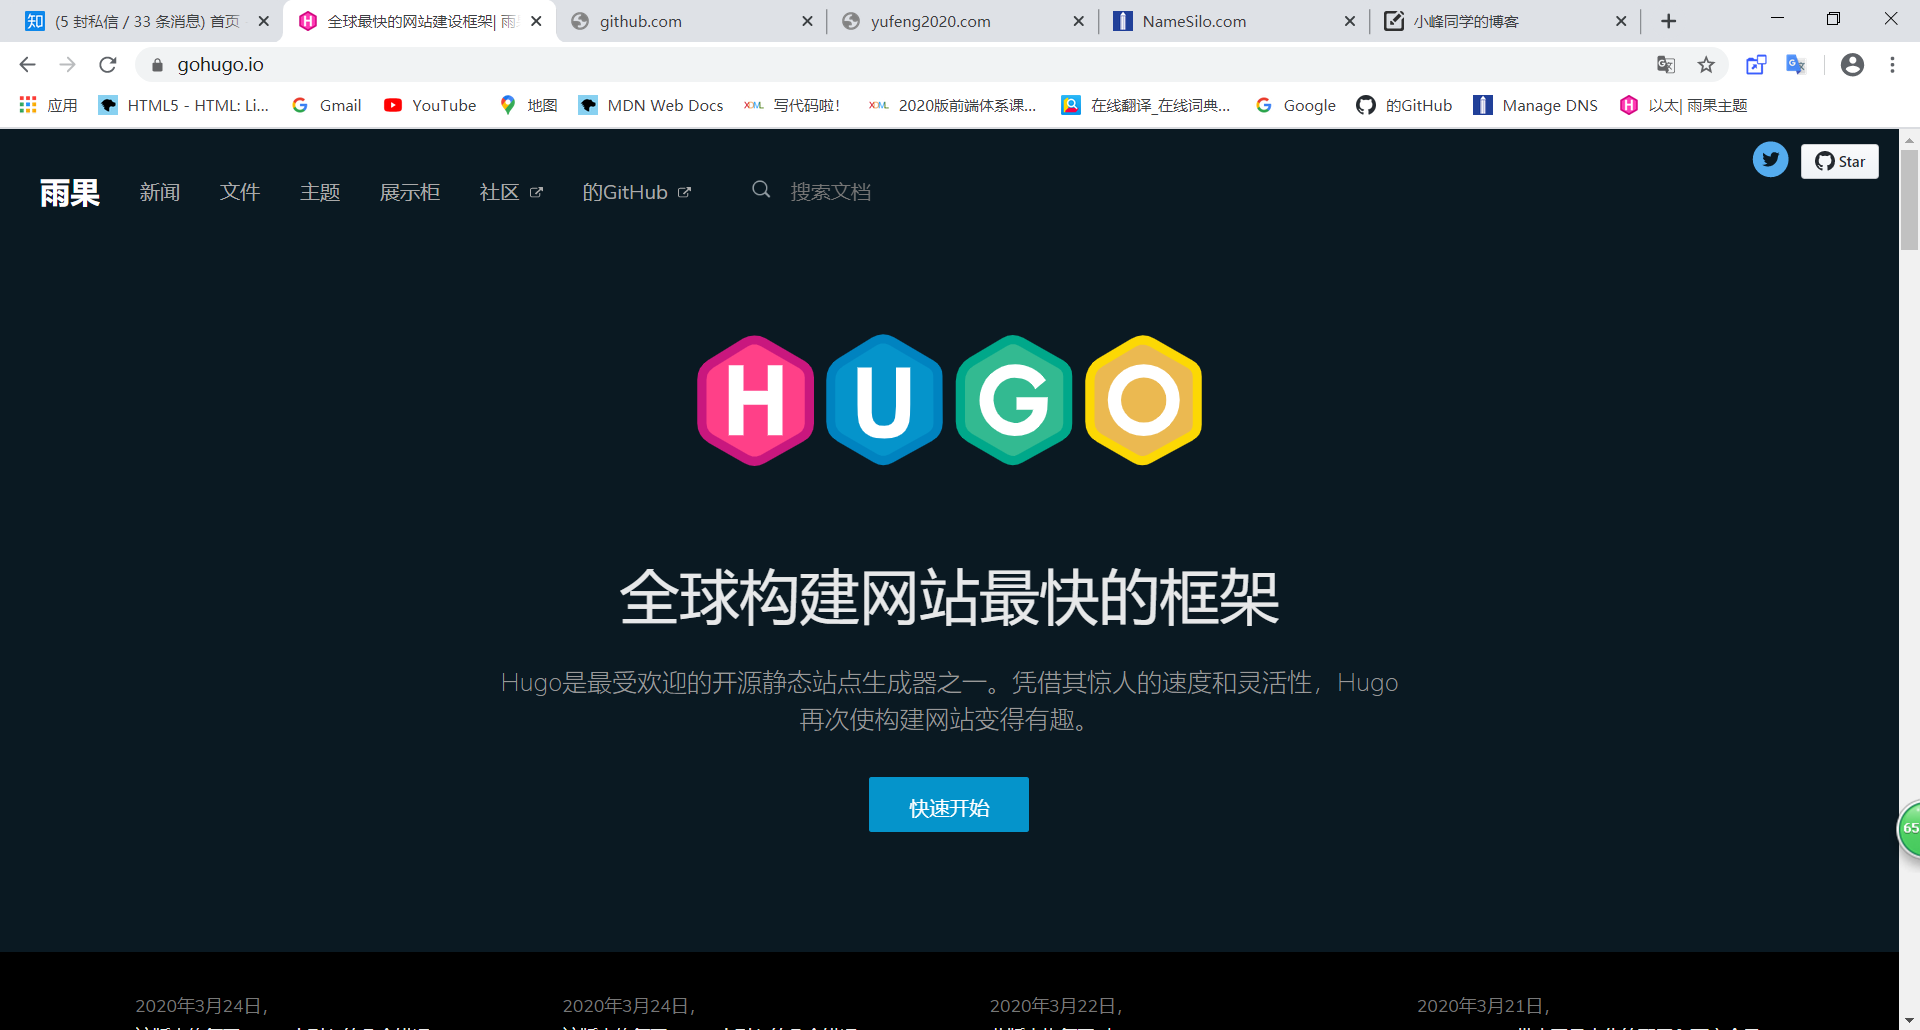 知 (5 封私信 / 33 条消息) 首页
全球最快的网站建设框架| 雨
github.com
yufeng2020.com
NameSilo.com
小峰同学的博客
gohugo.io
应用
HTML5 - HTML: Li...
Gmail
YouTube
地图
MDN Web Docs
写代码啦！
2020版前端体系课...
在线翻译_在线词典...
Google
的GitHub
Manage DNS
以太| 雨果主题
雨果
新闻
文件
主题
展示柜
社区
的GitHub
搜索文档
Star
HUGO
全球构建网站最快的框架
Hugo是最受欢迎的开源静态站点生成器之一。凭借其惊人的速度和灵活性，Hugo
再次使构建网站变得有趣。
快速开始
65
2020年3月24日，
2020年3月24日，
2020年3月22日，
2020年3月21日，